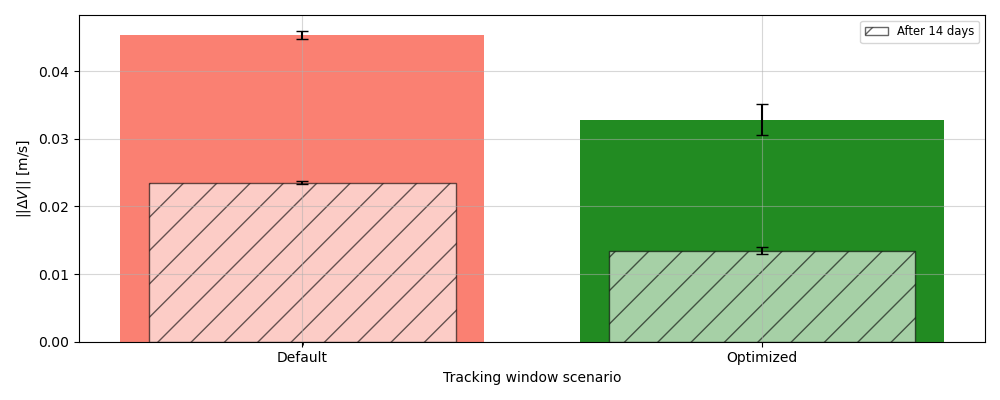 After 14 days
||ΔV|| [m/s]
0.04
0.03
0.02
0.01
0.00
Default
Optimized
Tracking window scenario